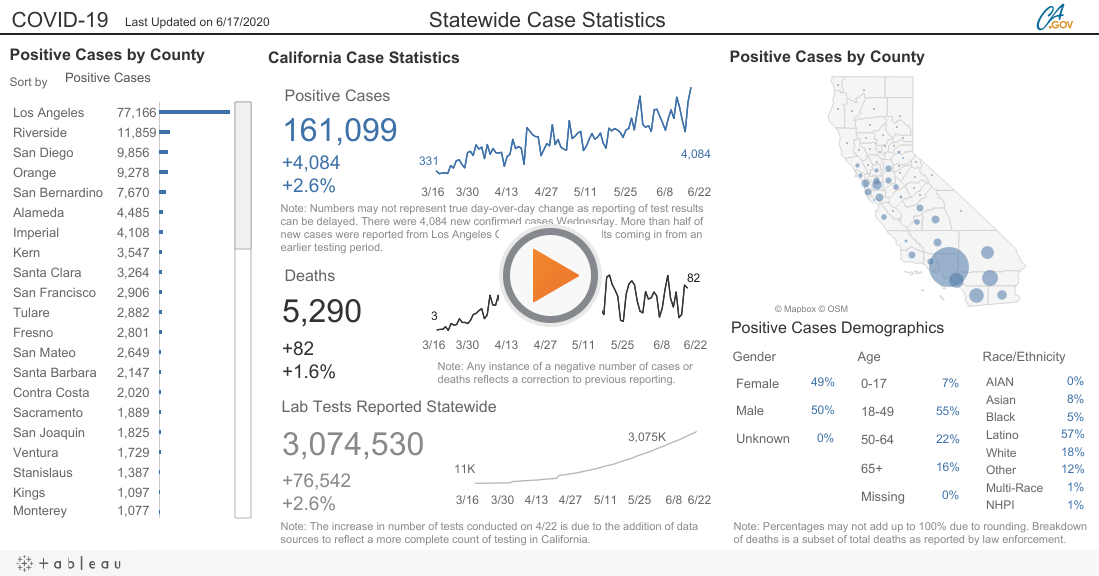 COVID-19 Last Updated on 6/17/2020
Statewide Case Statistics
CA.GOV
Positive Cases by County
Sort by Positive Cases
Los Angeles 77,166
Riverside 11,859
San Diego 9,856
Orange 9,278
San Bernardino 7,670
Alameda 4,485
Imperial 4,108
Kern 3,547
Santa Clara 3,264
San Francisco 2,906
Tulare 2,882
Fresno 2,801
San Mateo 2,649
Santa Barbara 2,147
Contra Costa 2,020
Sacramento 1,889
San Joaquin 1,825
Ventura 1,729
Stanislaus 1,387
Kings 1,097
Monterey 1,077
California Case Statistics
Positive Cases
161,099
+4,084
+2.6%
331
4,084
3/16 3/30 4/13 4/27 5/11 5/25 6/8 6/22
Note: Numbers may not represent true day-over-day change as reporting of test results
can be delayed. There were 4,084 new confirmed cases Wednesday. More than half of
new cases were reported from Los Angeles C lts coming in from an
earlier testing period.
Deaths
5,290
+82
+1.6%
3
82
3/16 3/30 4/13 4/27 5/11 5/25 6/8 6/22
Note: Any instance of a negative number of cases or
deaths reflects a correction to previous reporting.
Lab Tests Reported Statewide
3,074,530
+76,542
+2.6%
11K
3,075K
3/16 3/30 4/13 4/27 5/11 5/25 6/8 6/22
Note: The increase in number of tests conducted on 4/22 is due to the addition of data
sources to reflect a more complete count of testing in California.
Positive Cases by County
© Mapbox © OSM
Positive Cases Demographics
Gender
Female 49%
Male 50%
Unknown 0%
Age
0-17 7%
18-49 55%
50-64 22%
65+ 16%
Missing 0%
Race/Ethnicity
AIAN 0%
Asian 8%
Black 5%
Latino 57%
White 18%
Other 12%
Multi-Race 1%
NHPI 1%
Note: Percentages may not add up to 100% due to rounding. Breakdown
of deaths is a subset of total deaths as reported by law enforcement.
+ableau